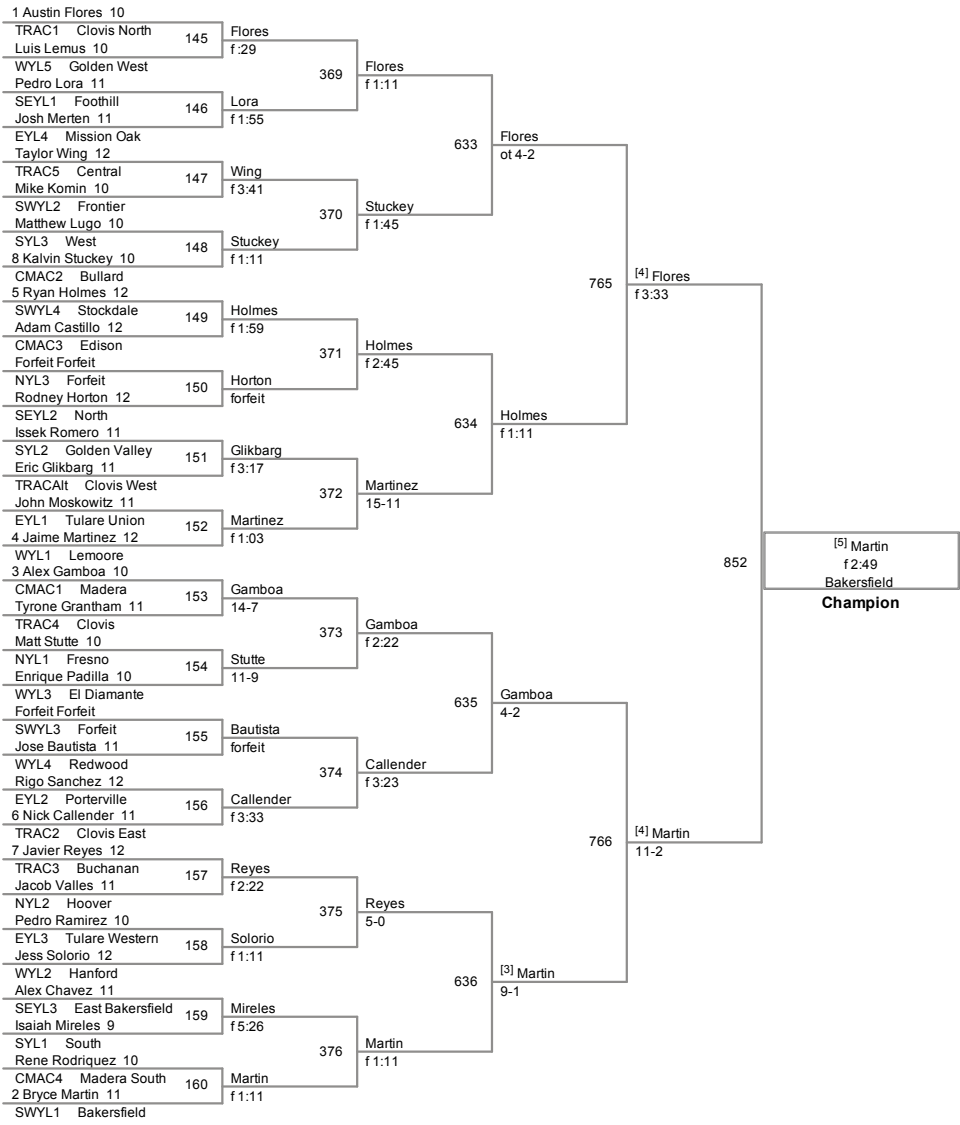 1 Austin Flores 10
TRAC1 Clovis North
Luis Lemus 10
WYL5 Golden West
Pedro Lora 11
SEYL1 Foothill
Josh Merten 11
EYL4 Mission Oak
Taylor Wing 12
TRAC5 Central
Mike Komin 10
SWYL2 Frontier
Matthew Lugo 10
SYL3 West
8 Kalvin Stuckey 10
CMAC2 Bullard
5 Ryan Holmes 12
SWYL4 Stockdale
Adam Castillo 12
CMAC3 Edison
Forfeit Forfeit
NYL3 Forfeit
Rodney Horton 12
SEYL2 North
Issek Romero 11
SYL2 Golden Valley
Eric Glikbarg 11
TRACAlt Clovis West
John Moskowitz 11
EYL1 Tulare Union
4 Jaime Martinez 12
WYL1 Lemoore
3 Alex Gamboa 10
CMAC1 Madera
Tyrone Grantham 11
TRAC4 Clovis
Matt Stutte 10
NYL1 Fresno
Enrique Padilla 10
WYL3 El Diamante
Forfeit Forfeit
SWYL3 Forfeit
Jose Bautista 11
WYL4 Redwood
Rigo Sanchez 12
EYL2 Porterville
6 Nick Callender 11
TRAC2 Clovis East
7 Javier Reyes 12
TRAC3 Buchanan
Jacob Valles 11
NYL2 Hoover
Pedro Ramirez 10
EYL3 Tulare Western
Jess Solorio 12
WYL2 Hanford
Alex Chavez 11
SEYL3 East Bakersfield
Isaiah Mireles 9
SYL1 South
Rene Rodriquez 10
CMAC4 Madera South
2 Bryce Martin 11
SWYL1 Bakersfield
145
146
147
148
149
150
151
152
153
154
155
156
157
158
159
160
Flores
f :29
Lora
f 1:55
Wing
f 3:41
Stuckey
f 1:11
Holmes
f 1:59
Horton
forfeit
Glikbarg
f 3:17
Martinez
f 1:03
Gamboa
14-7
Stutte
11-9
Bautista
forfeit
Callender
f 3:33
Reyes
f 2:22
Solorio
f 1:11
Mireles
f 5:26
Martin
f 1:11
369
370
371
372
373
374
375
376
Flores
f 1:11
Stuckey
f 1:45
Holmes
f 2:45
Martinez
15-11
Gamboa
f 2:22
Callender
f 3:23
Reyes
5-0
Martin
f 1:11
633
634
635
636
Flores
ot 4-2
Holmes
f 1:11
Gamboa
4-2
[3] Martin
9-1
765
766
[4] Flores
f 3:33
[4] Martin
11-2
852
[5] Martin
f 2:49
Bakersfield
Champion